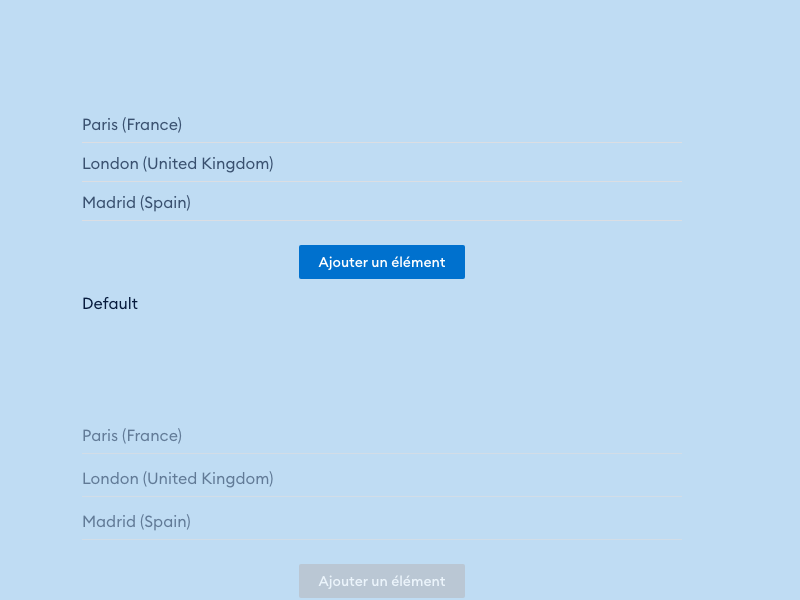 Paris (France)
London (United Kingdom)
Madrid (Spain)
Ajouter un élément
Default
Paris (France)
London (United Kingdom)
Madrid (Spain)
Ajouter un élément